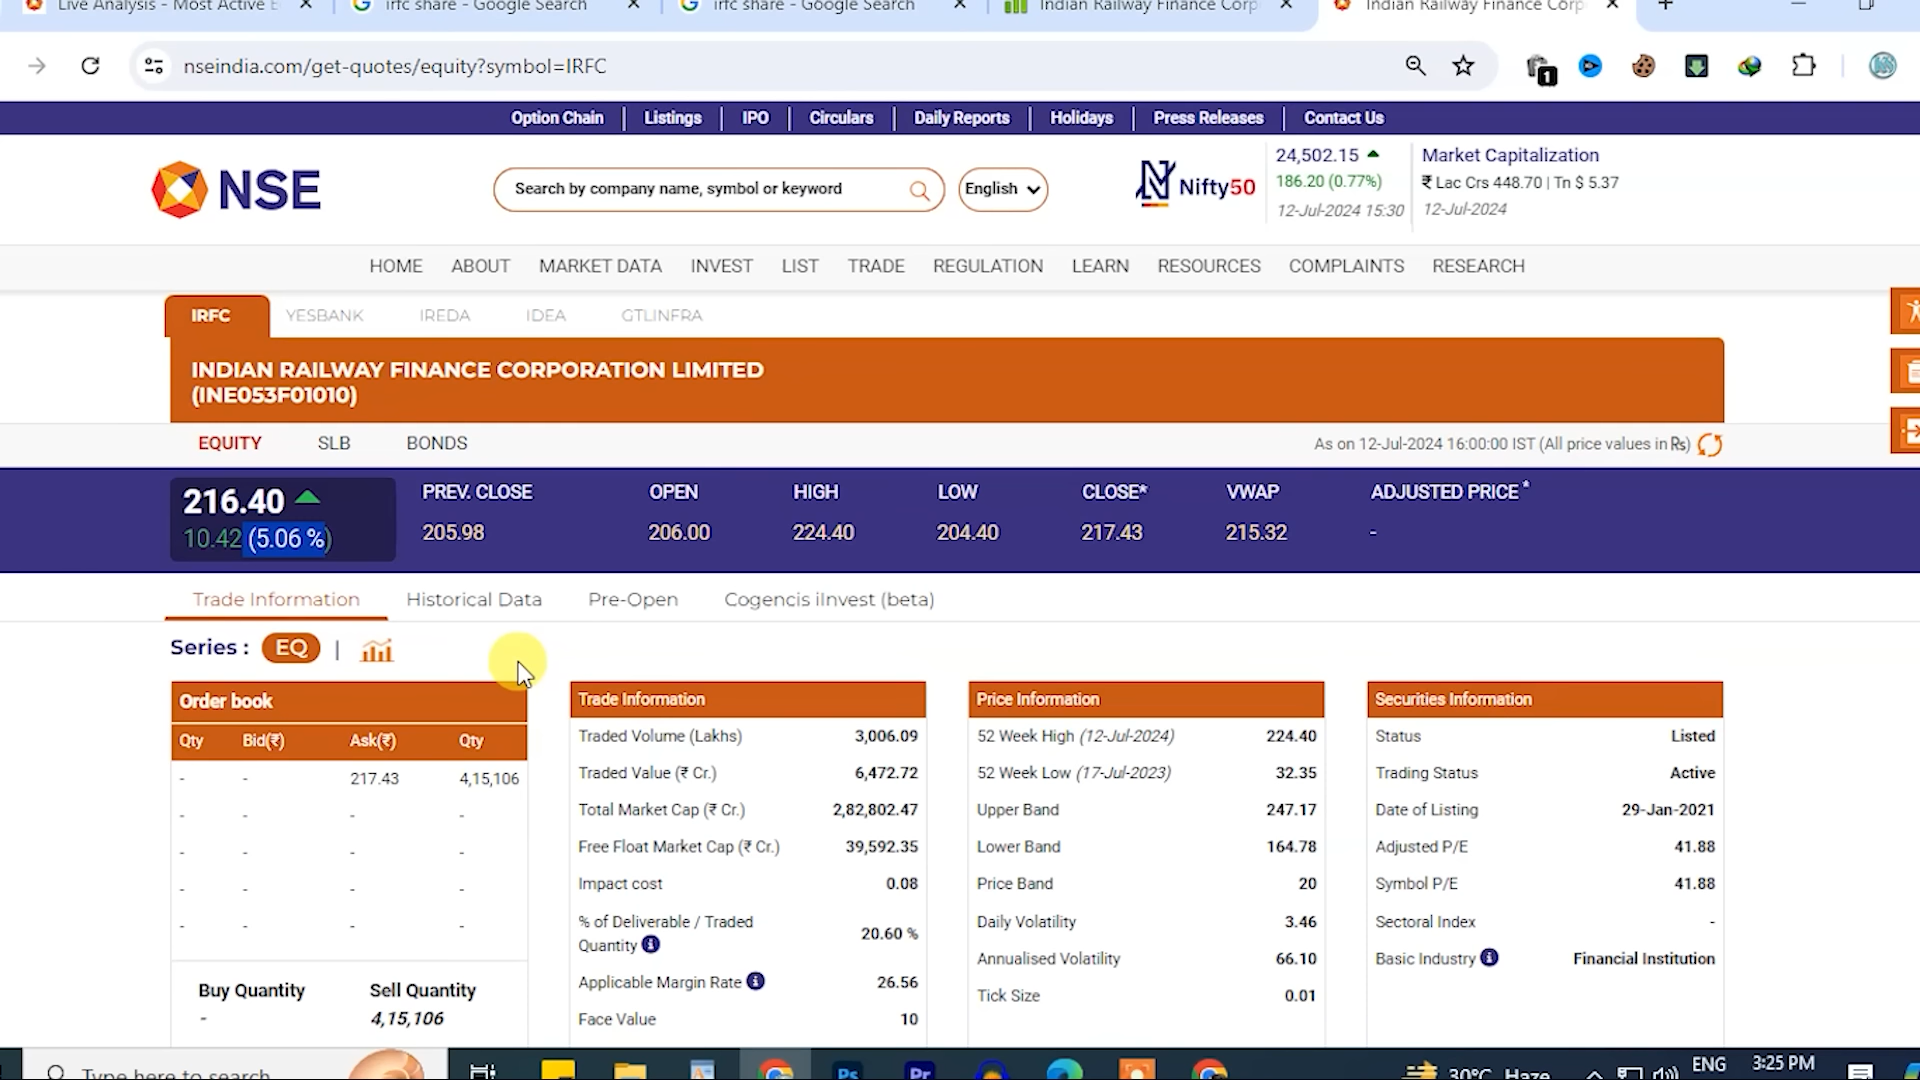 Live Analysis - Most Active E
irfc share - Google Search
irfc share - Google Search
Indian Railway Finance Corp
Indian Railway Finance Corp
nseindia.com/get-quotes/equity?symbol=IRFC
1
Option Chain | Listings | IPO | Circulars | Daily Reports | Holidays | Press Releases | Contact Us
NSE
Search by company name, symbol or keyword
English
Nifty50
24,502.15
186.20 (0.77%)
12-Jul-2024 15:30
Market Capitalization
₹ Lac Crs 448.70 | Tn $ 5.37
12-Jul-2024
HOME ABOUT MARKET DATA INVEST LIST TRADE REGULATION LEARN RESOURCES COMPLAINTS RESEARCH
IRFC YESBANK IREDA IDEA GTLINFRA
INDIAN RAILWAY FINANCE CORPORATION LIMITED
(INE053F01010)
EQUITY SLB BONDS
As on 12-Jul-2024 16:00:00 IST (All price values in ₨)
216.40
10.42 (5.06 %)
PREV. CLOSE OPEN HIGH LOW CLOSE* VWAP ADJUSTED PRICE *
205.98 206.00 224.40 204.40 217.43 215.32 -
Trade Information Historical Data Pre-Open Cogencis iInvest (beta)
Series : EQ |
Order book
Qty Bid(₹) Ask(₹) Qty
- - 217.43 4,15,106
- - - -
- - - -
- - - -
- - - -
Buy Quantity Sell Quantity
- 4,15,106
Trade Information
Traded Volume (Lakhs) 3,006.09
Traded Value (₹ Cr.) 6,472.72
Total Market Cap (₹ Cr.) 2,82,802.47
Free Float Market Cap (₹ Cr.) 39,592.35
Impact cost 0.08
% of Deliverable / Traded
Quantity 20.60 %
Applicable Margin Rate 26.56
Face Value 10
Price Information
52 Week High (12-Jul-2024) 224.40
52 Week Low (17-Jul-2023) 32.35
Upper Band 247.17
Lower Band 164.78
Price Band 20
Daily Volatility 3.46
Annualised Volatility 66.10
Tick Size 0.01
Securities Information
Status Listed
Trading Status Active
Date of Listing 29-Jan-2021
Adjusted P/E 41.88
Symbol P/E 41.88
Sectoral Index -
Basic Industry Financial Institution
Type here to search
Ps
Pr
30°C Haze
ENG
3:25 PM